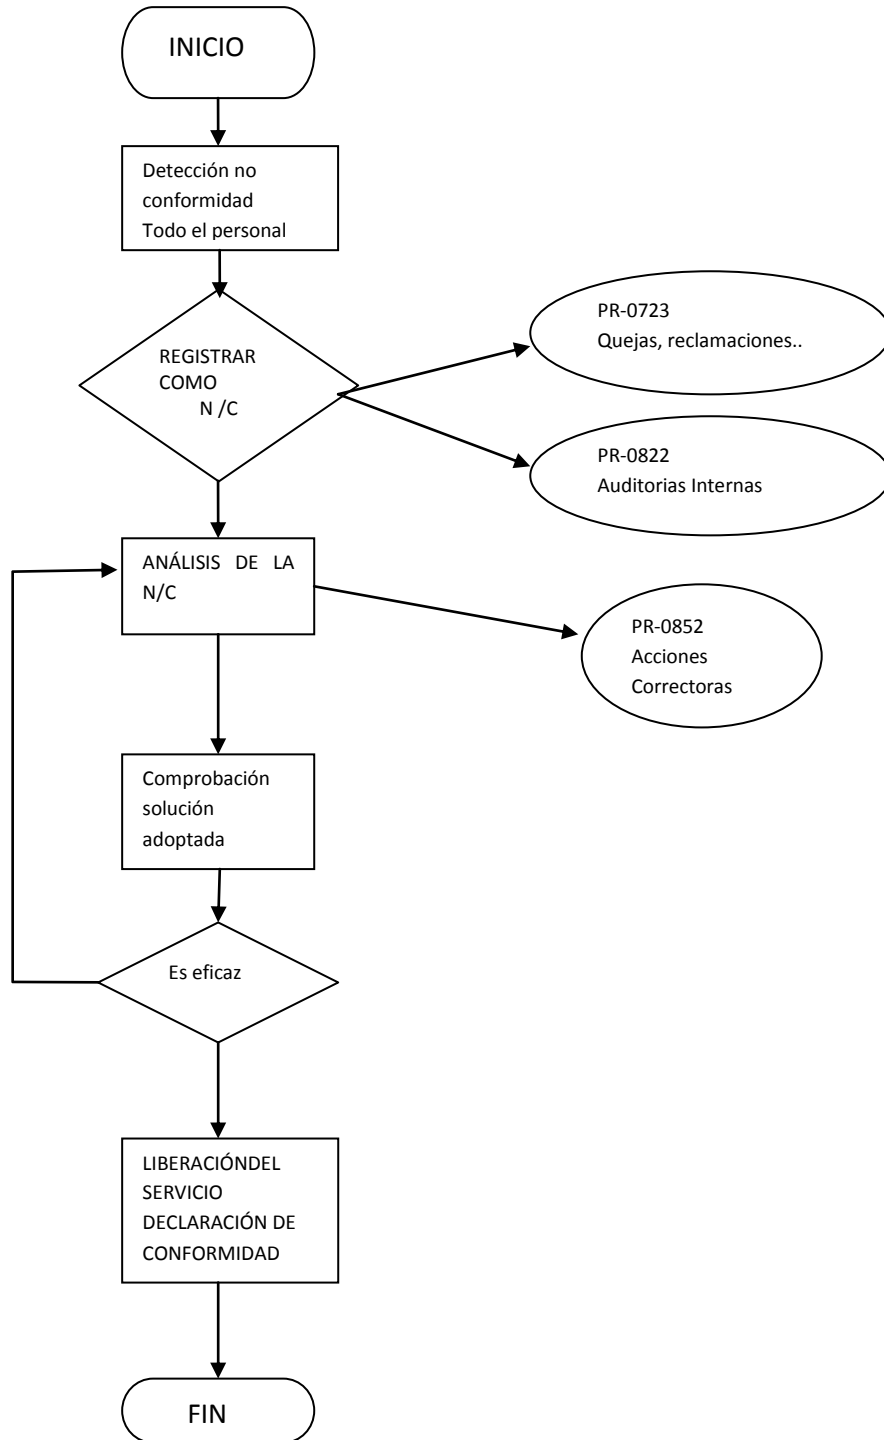 INICIO
Detección no
conformidad
Todo el personal
REGISTRAR
COMO
N /C
PR-0723
Quejas, reclamaciones..
PR-0822
Auditorias Internas
ANÁLISIS DE LA
N/C
PR-0852
Acciones
Correctoras
Comprobación
solución
adoptada
Es eficaz
LIBERACIÓNDEL
SERVICIO
DECLARACIÓN DE
CONFORMIDAD
FIN